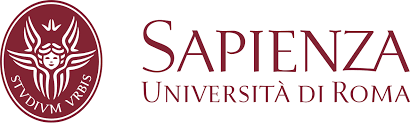 STVDIVM VRBIS
SAPIENZA
UNIVERSITÀ DI ROMA